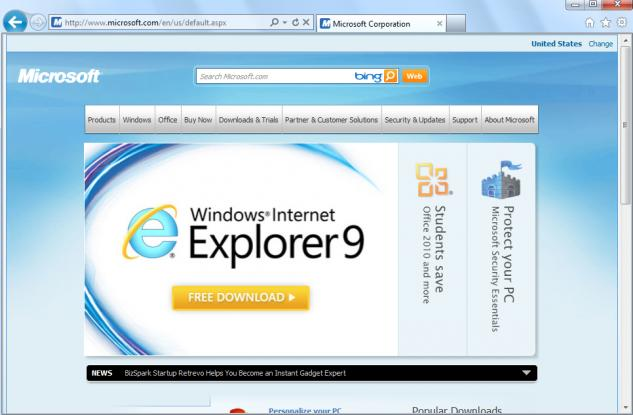 http://www.microsoft.com/en/us/default.aspx
Microsoft Corporation
United States Change
Microsoft
Search Microsoft.com
bing
Web
Products Windows Office Buy Now Downloads & Trials Partner & Customer Solutions Security & Updates Support About Microsoft
Windows® Internet
Explorer 9
FREE DOWNLOAD
Students save
Office 2010 and more
Protect your PC
Microsoft Security Essentials
NEWS BizSpark Startup Retrevo Helps You Become an Instant Gadget Expert
Personalize your PC
Popular Downloads